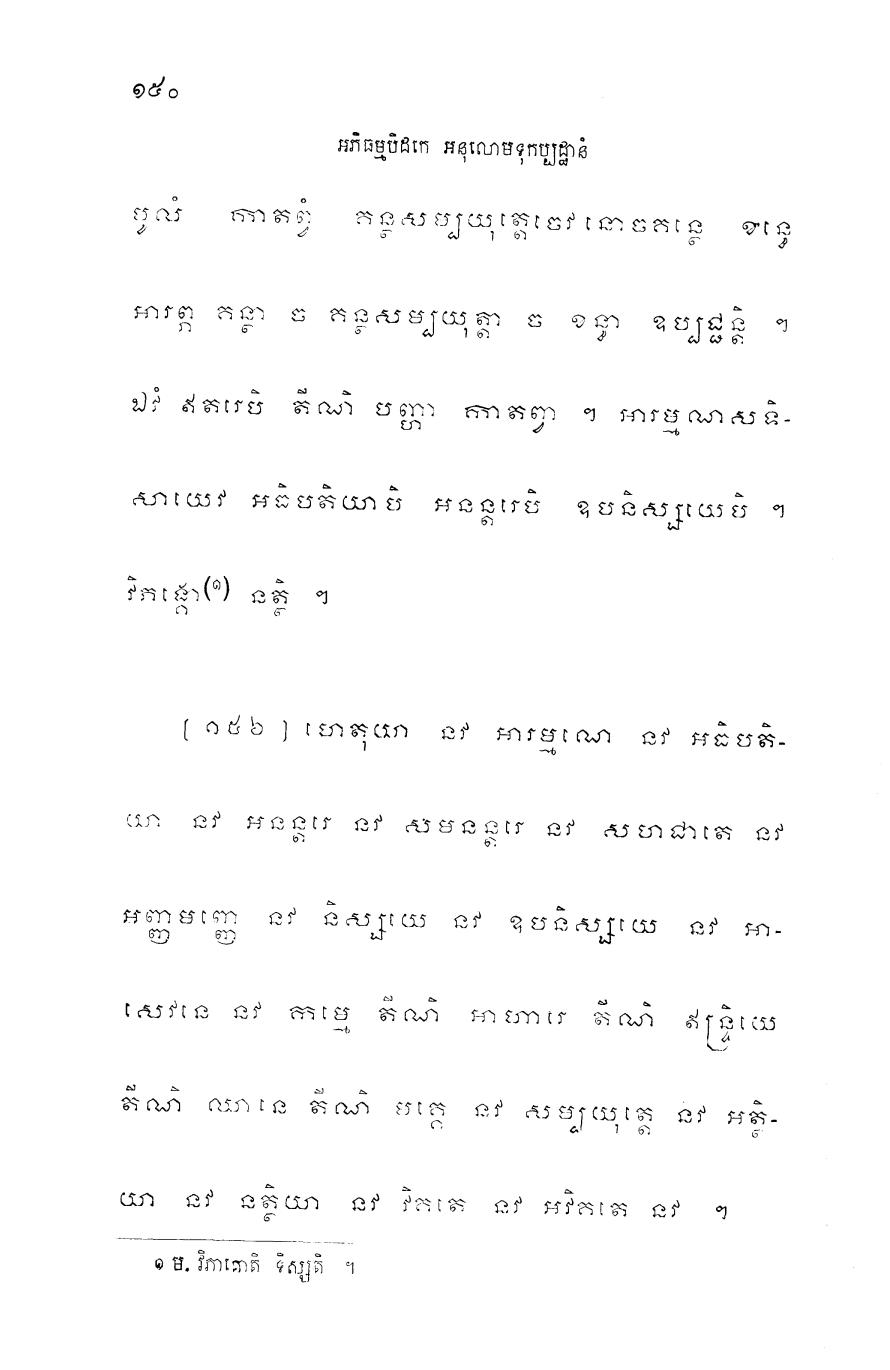 ១៥០
អភិធម្មបិដកេ អនុលោមទុកប្បដ្ឋានំ
មូលំ កាតព្វំ គន្ថសម្បយុត្តេចេវនោចគន្ថេ ខន្ធេ
អារព្ភ គន្ថា ច គន្ថសម្បយុត្តា ច ខន្ធា ឧប្បជ្ជន្តិ ។
ឯវំ ឥតរេបិ តីណិ បញ្ហា កាតព្វា ។ អារម្មណសទិ-
សាយេវ អធិបតិយាបិ អនន្តរេបិ ឧបនិស្សយេបិ ។
វិភង្គោ(១) នត្ថិ ។
[ ១៥៦ ] ហេតុយា នវ អារម្មណេ នវ អធិបតិ-
យា នវ អនន្តរេ នវ សមនន្តរេ នវ សហជាតេ នវ
អញ្ញមញ្ញេ នវ និស្សយេ នវ ឧបនិស្សយេ នវ អា-
សេវនេ នវ កម្មេ តីណិ អាហារេ តីណិ ឥន្ទ្រិយេ
តីណិ ឈានេ តីណិ មគ្គេ នវ សម្បយុត្តេ នវ អត្ថិ-
យា នវ នត្ថិយា នវ វិគតេ នវ អវិគតេ នវ ។
១ ម. វិភាជោតិ ទិស្សតិ ។